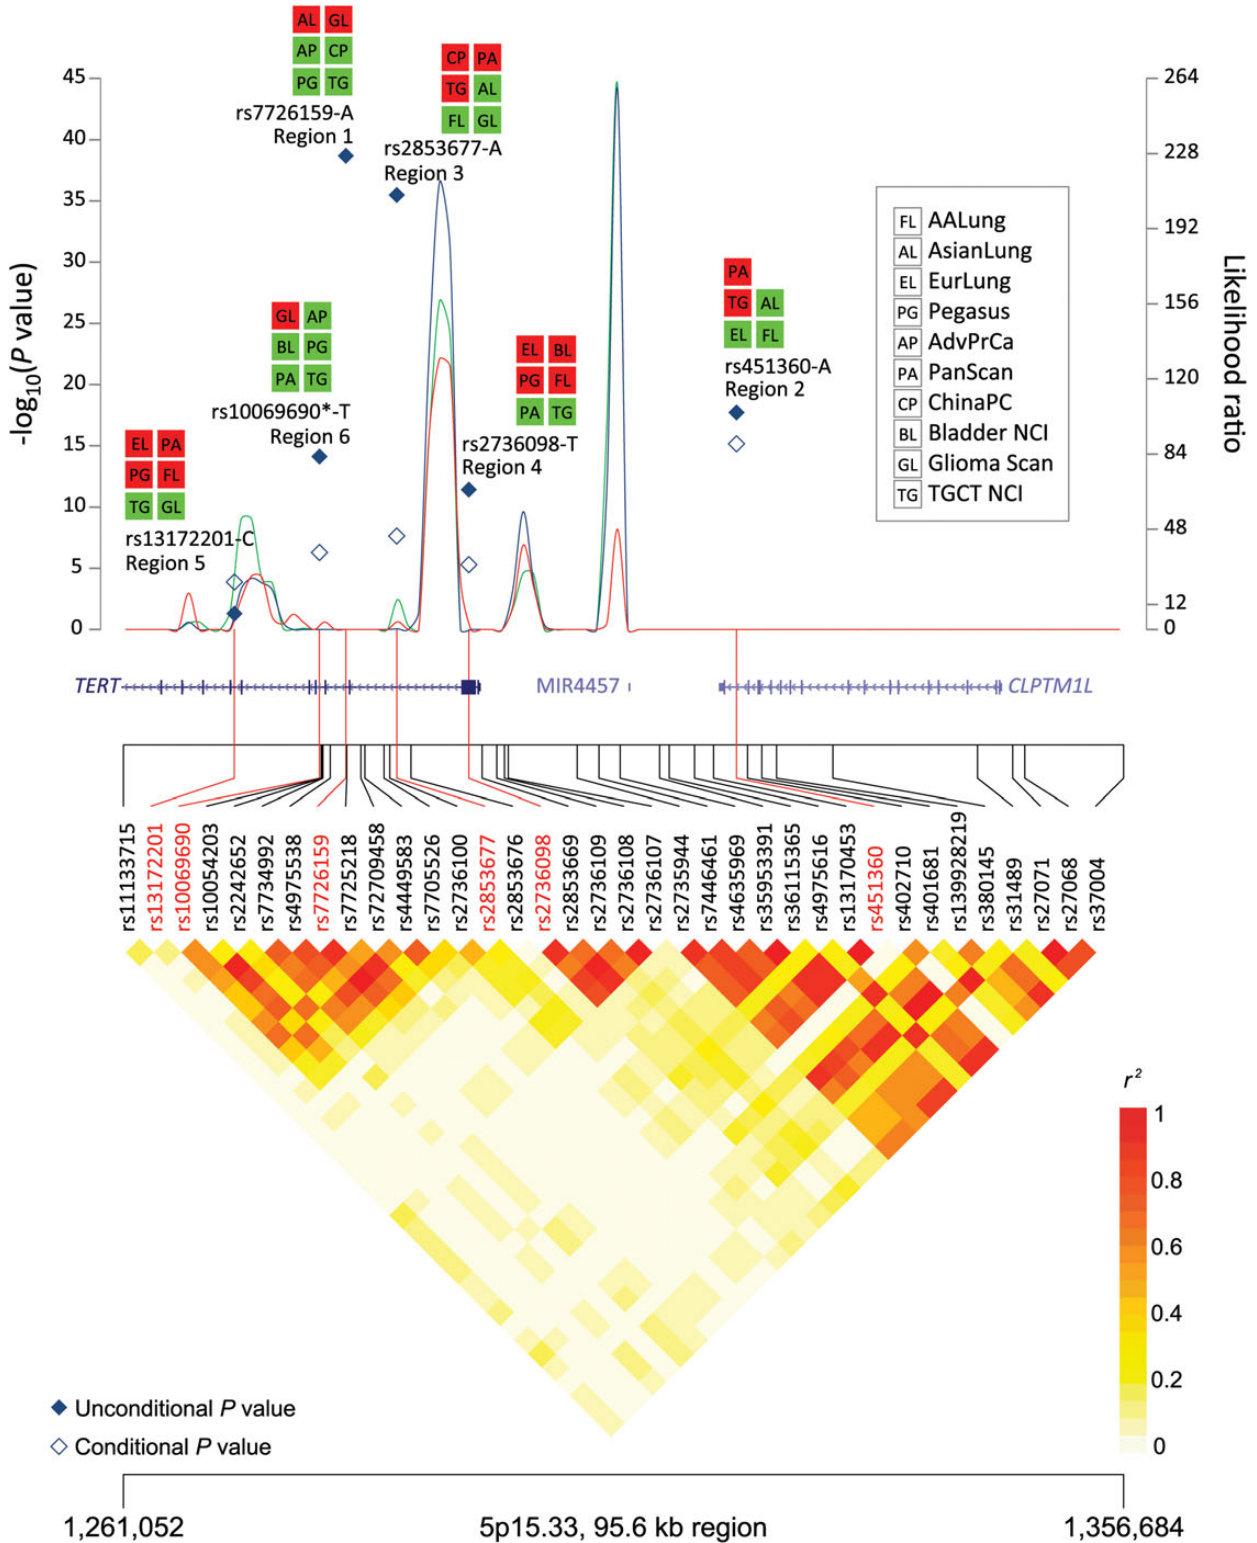 AL GL
AP CP
PG TG
rs7726159-A
Region 1
CP PA
TG AL
FL GL
rs2853677-A
Region 3
GL AP
BL PG
PA TG
rs10069690*-T
Region 6
EL BL
PG FL
PA TG
rs2736098-T
Region 4
PA
TG AL
EL FL
rs451360-A
Region 2
EL PA
PG FL
TG GL
rs13172201-C
Region 5
-log10(P value)
45
40
35
30
25
20
15
10
5
0
Likelihood ratio
264
228
192
156
120
84
48
12
0
FL AALung
AL AsianLung
EL EurLung
PG Pegasus
AP AdvPrCa
PA PanScan
CP ChinaPC
BL Bladder NCI
GL Glioma Scan
TG TGCT NCI
TERT
MIR4457
CLPTM1L
rs111133715
rs13172201
rs10069690
rs10054203
rs2242652
rs7734992
rs4975538
rs7726159
rs7725218
rs72709458
rs4449583
rs7705526
rs2736100
rs2853677
rs2853676
rs2736098
rs2853669
rs2736109
rs2736108
rs2736107
rs2735944
rs7446461
rs4635969
rs35953391
rs36115365
rs4975616
rs13170453
rs451360
rs402710
rs401681
rs139928219
rs380145
rs31489
rs270071
rs27068
rs37004
r²
1
0.8
0.6
0.4
0.2
0
Unconditional P value
Conditional P value
1,261,052
5p15.33, 95.6 kb region
1,356,684